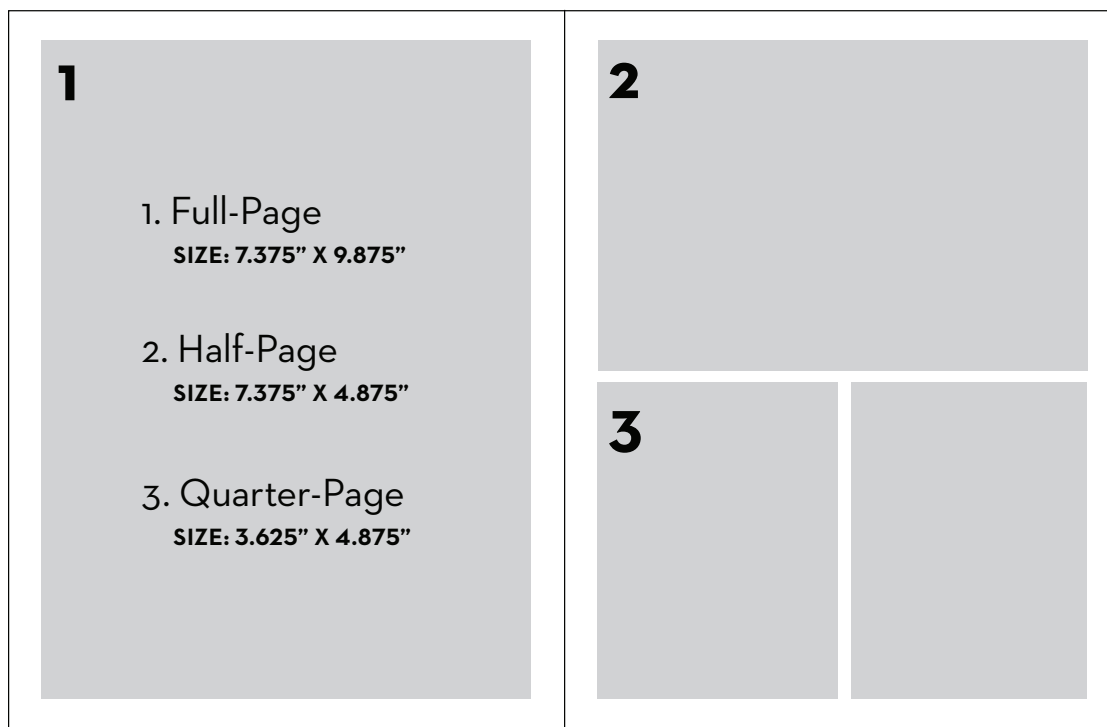 1
1. Full-Page
SIZE: 7.375” X 9.875”
2. Half-Page
SIZE: 7.375” X 4.875”
3. Quarter-Page
SIZE: 3.625” X 4.875”
2
3